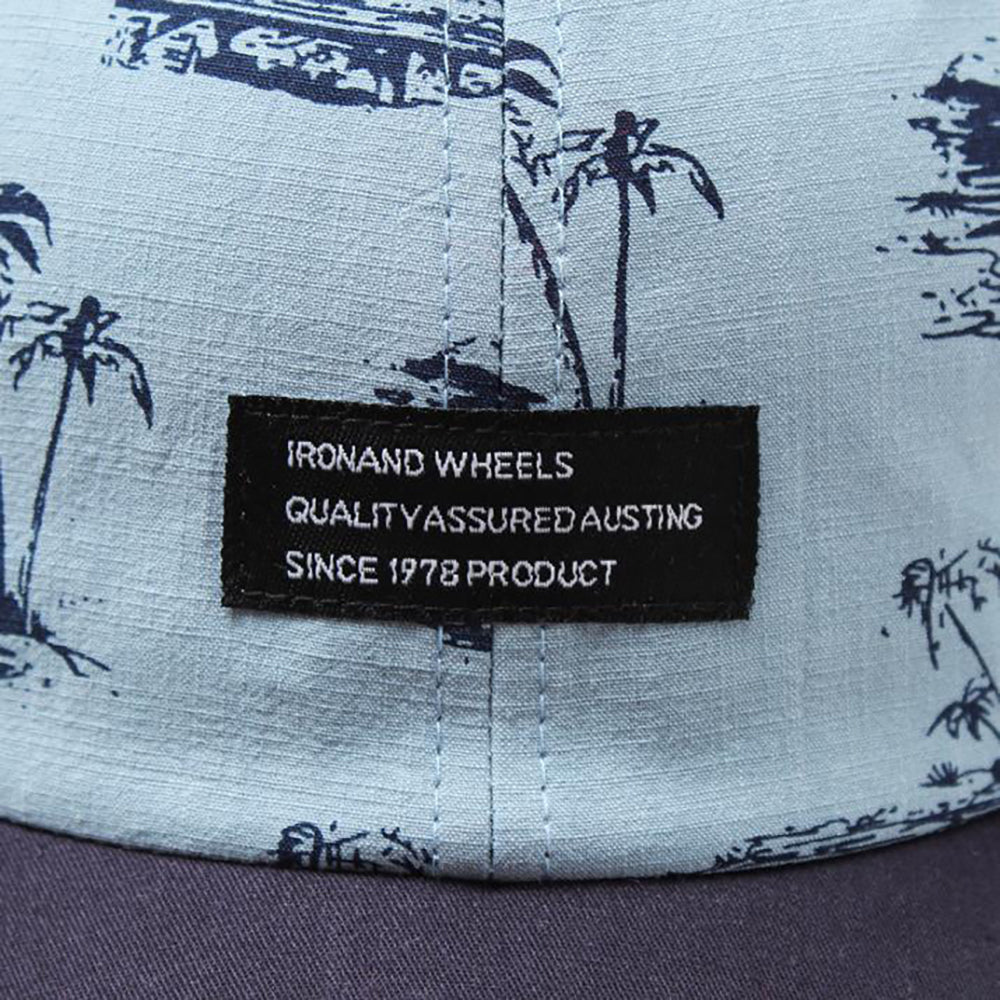 IRONAND WHEELS
QUALITYASSURED AUSTING
SINCE 1978 PRODUCT